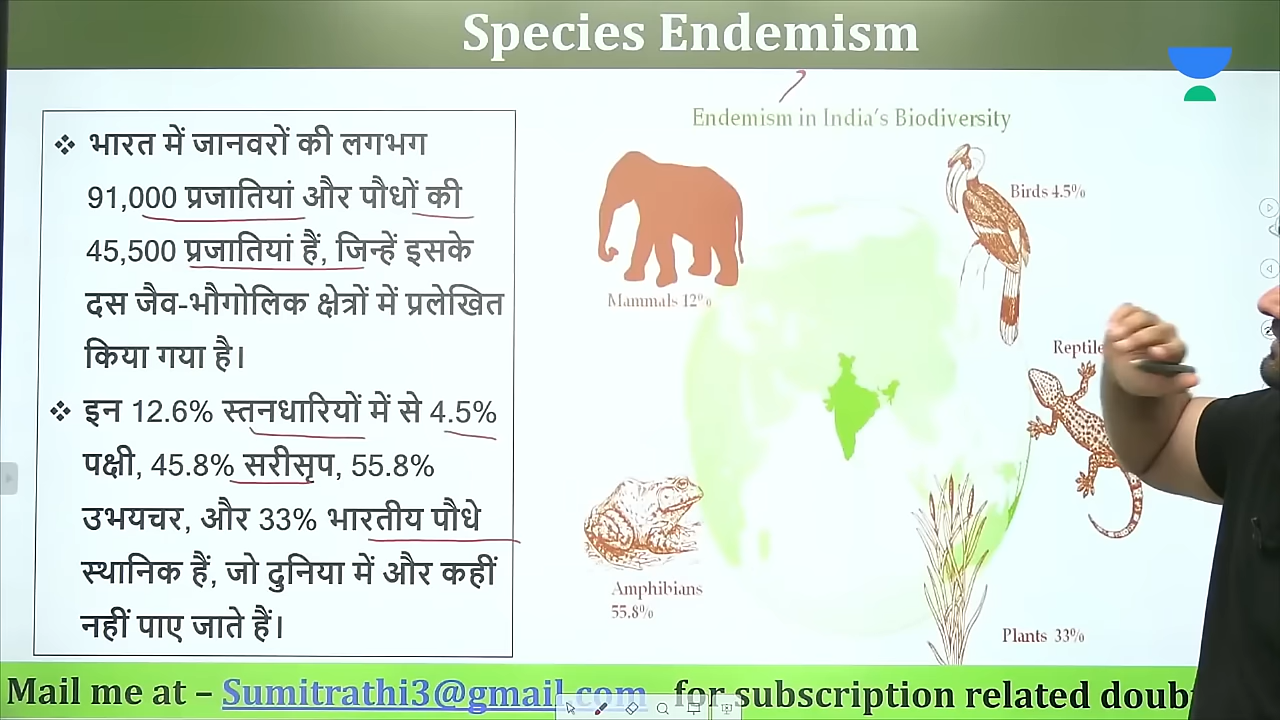 Species Endemism
❖ भारत में जानवरों की लगभग
91,000 प्रजातियां और पौधों की
45,500 प्रजातियां हैं, जिन्हें इसके
दस जैव-भौगोलिक क्षेत्रों में प्रलेखित
किया गया है।
❖ इन 12.6% स्तनधारियों में से 4.5%
पक्षी, 45.8% सरीसृप, 55.8%
उभयचर, और 33% भारतीय पौधे
स्थानिक हैं, जो दुनिया में और कहीं
नहीं पाए जाते हैं।
Endemism in India's Biodiversity
Birds 4.5%
Mammals 12%
Reptile
Amphibians
55.8%
Plants 33%
Mail me at – Sumitrathi3@gmail.com for subscription related doub